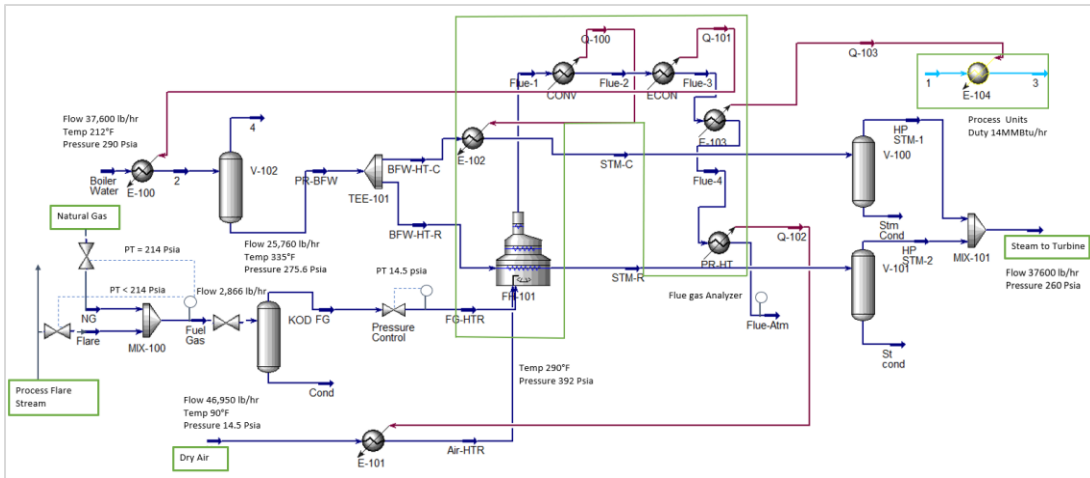 Q-100
Q-101
Q-103
Flue-1
CONV
Flue-2
ECON
Flue-3
1
E-104
3
Process Units
Duty 14MMBtu/hr
Flow 37,600 lb/hr
Temp 212°F
Pressure 290 Psia
4
E-103
HP
STM-1
Boiler
Water
E-100
2
V-102
PR-BFW
TEE-101
BFW-HT-C
E-102
STM-C
V-100
Flue-4
BFW-HT-R
Stm
Cond
Natural Gas
Flow 25,760 lb/hr
Temp 335°F
Pressure 275.6 Psia
Q-102
PR-HT
HP
STM-2
MIX-101
Steam to Turbine
Flow 37600 lb/hr
Pressure 260 Psia
PT = 214 Psia
PT 14.5 psia
FH-101
STM-R
V-101
PT < 214 psia
Flow 2,866 lb/hr
Flue gas Analyzer
NG
Flare
MIX-100
Fuel
Gas
KOD
FG
Pressure
Control
FG-HTR
Flue-Atm
St
cond
Process Flare
Stream
Cond
Temp 290°F
Pressure 392 Psia
Flow 46,950 lb/hr
Temp 90°F
Pressure 14.5 Psia
Dry Air
E-101
Air-HTR